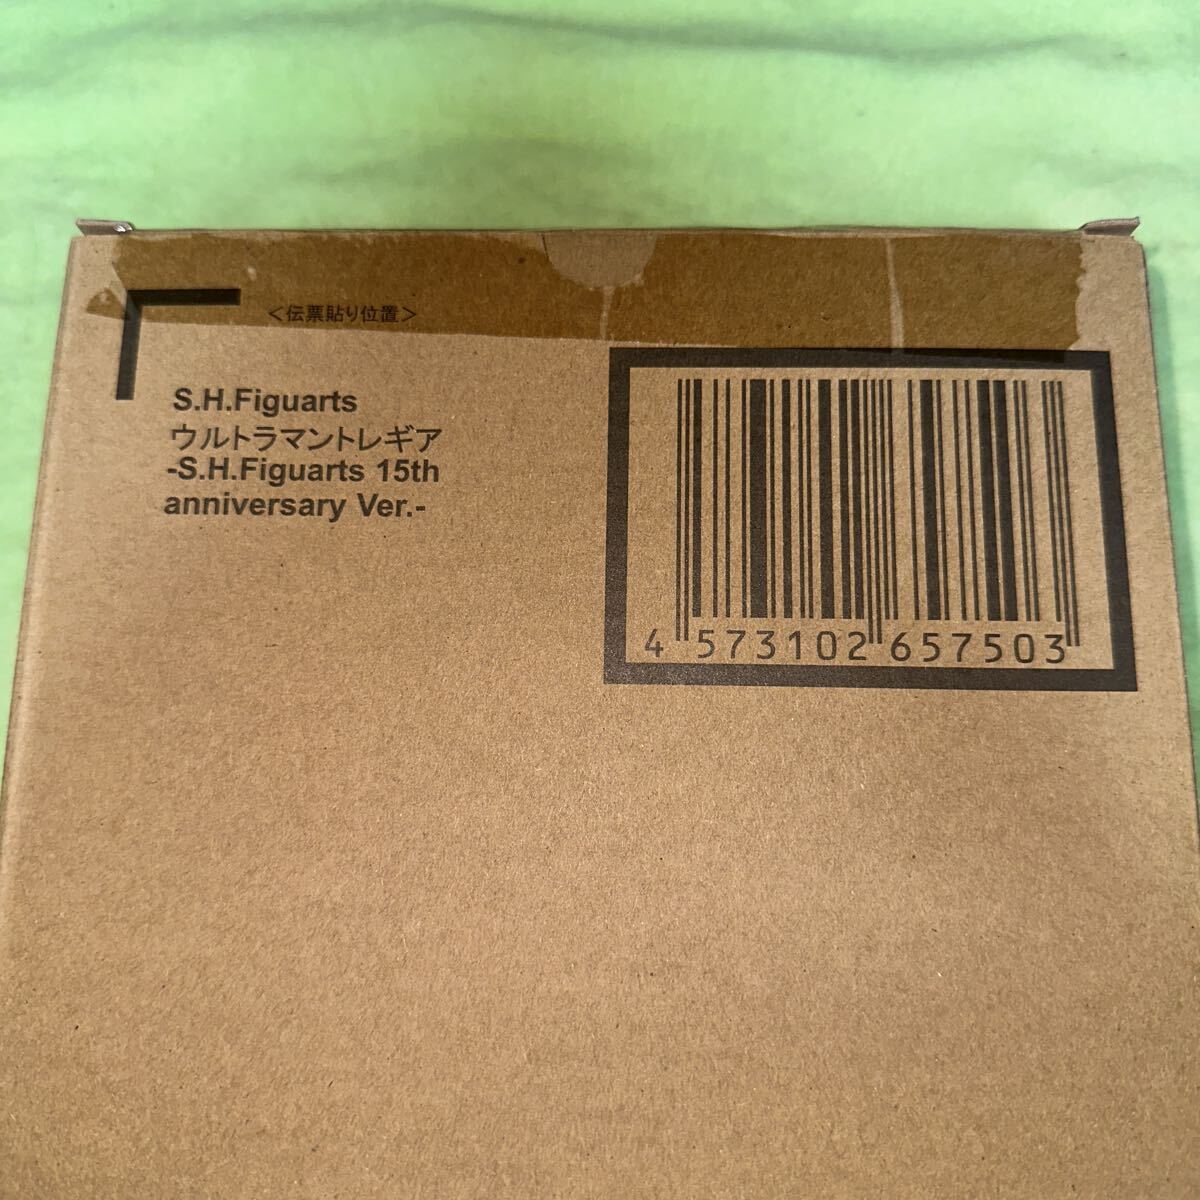 ＜伝票貼り位置＞
S.H.Figuarts
ウルトラマントレギア
-S.H.Figuarts 15th
anniversary Ver.-
4 573102 657503